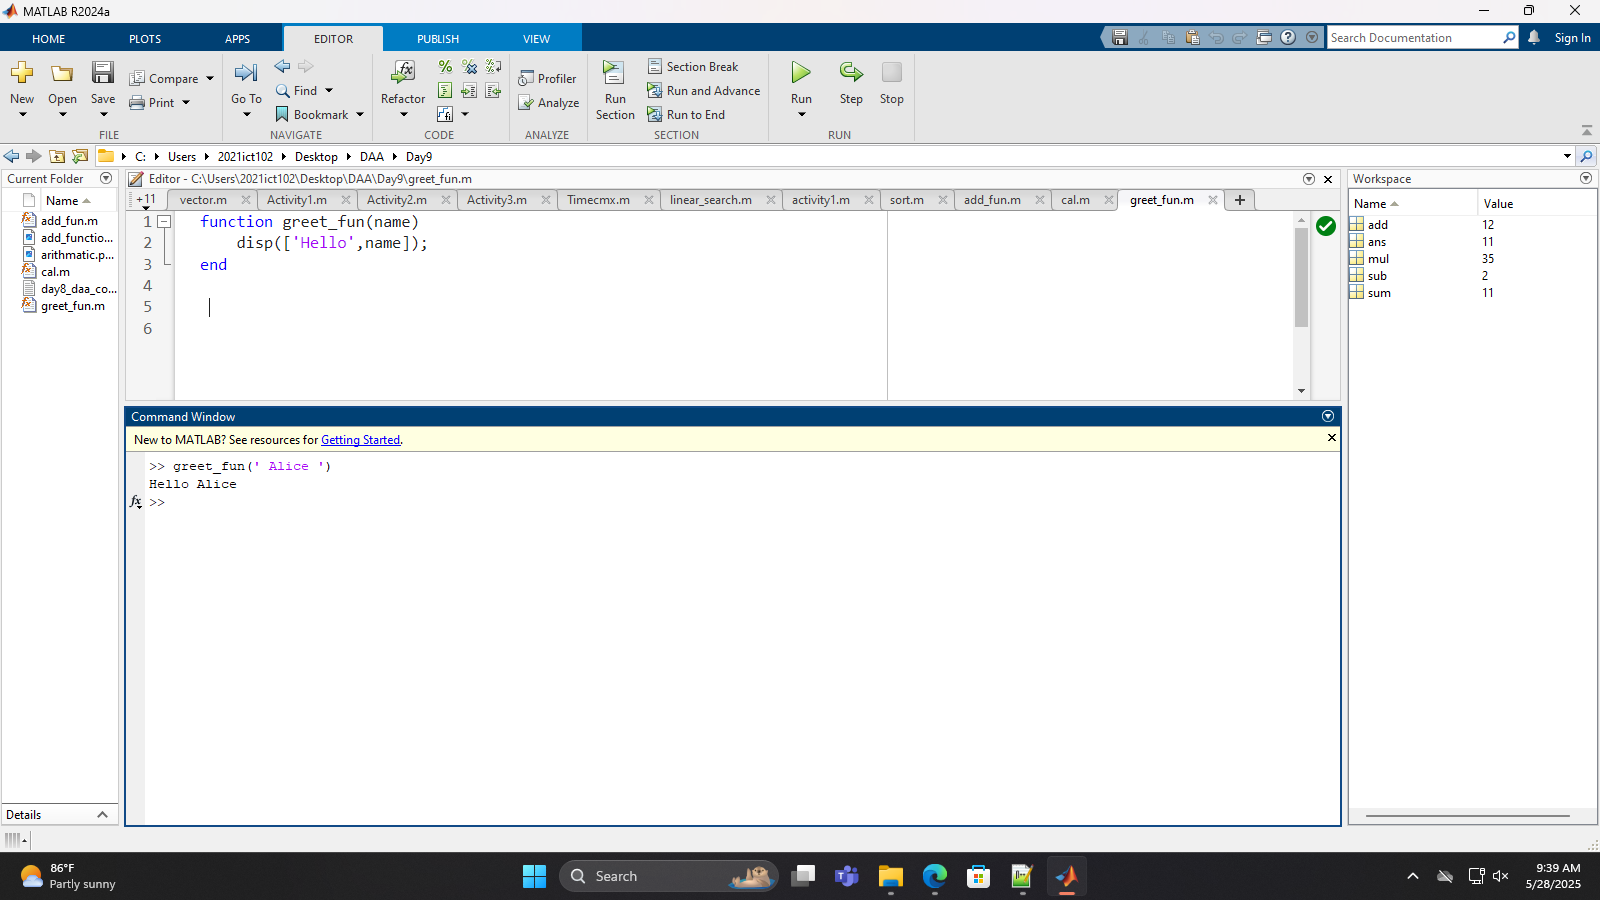 MATLAB R2024a
HOME PLOTS APPS EDITOR PUBLISH VIEW
Search Documentation
Sign In
New
Open
Save
Compare
Print
FILE
Go To
Find
Bookmark
NAVIGATE
Refactor
CODE
Profiler
Analyze
ANALYZE
Run Section
Section Break
Run and Advance
Run to End
SECTION
Run
Step
Stop
RUN
C: Users 2021ict102 Desktop DAA Day9
Current Folder
Name
add_fun.m
add_functio...
arithmatic.p...
cal.m
day8_daa_co...
greet_fun.m
Details
Editor - C:\Users\2021ict102\Desktop\DAA\Day9\greet_fun.m
+11 vector.m Activity1.m Activity2.m Activity3.m Timecmx.m linear_search.m activity1.m sort.m add_fun.m cal.m greet_fun.m
1 function greet_fun(name)
2 disp(['Hello',name]);
3 end
4
5
6
Command Window
New to MATLAB? See resources for Getting Started.
>> greet_fun(' Alice ')
Hello Alice
fx >>
Workspace
Name Value
add 12
ans 11
mul 35
sub 2
sum 11
86°F
Partly sunny
Search
9:39 AM
5/28/2025